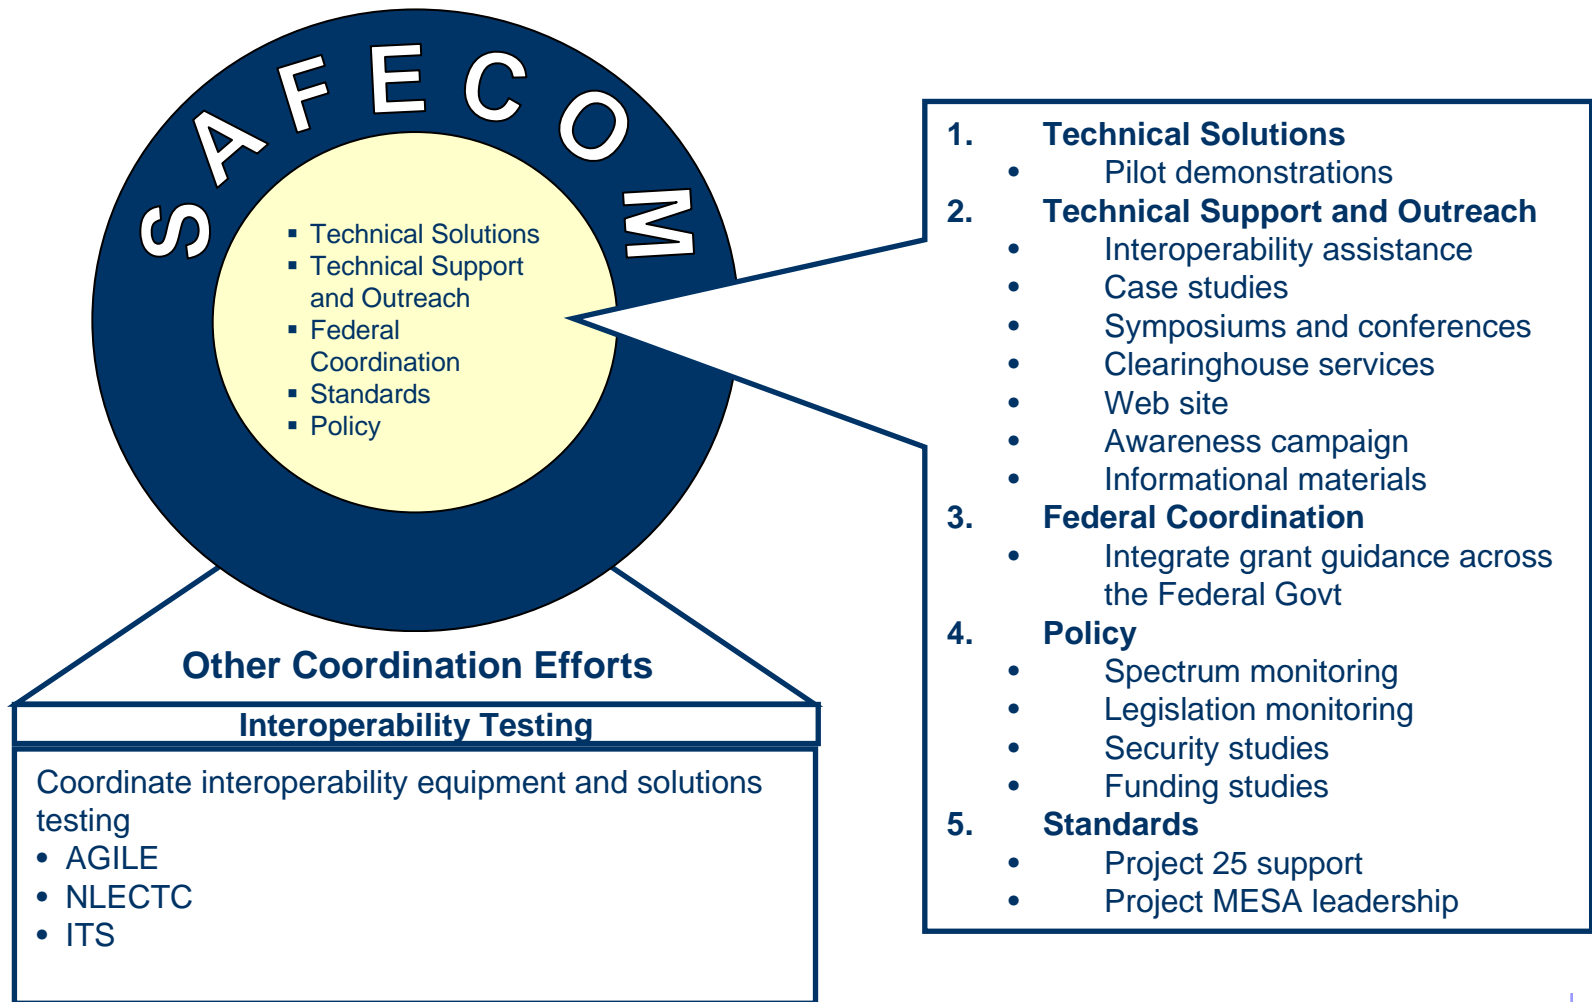 SAFECOM
▪ Technical Solutions
▪ Technical Support
and Outreach
▪ Federal
Coordination
▪ Standards
▪ Policy
1. Technical Solutions
• Pilot demonstrations
2. Technical Support and Outreach
• Interoperability assistance
• Case studies
• Symposiums and conferences
• Clearinghouse services
• Web site
• Awareness campaign
• Informational materials
3. Federal Coordination
• Integrate grant guidance across
the Federal Govt
4. Policy
• Spectrum monitoring
• Legislation monitoring
• Security studies
• Funding studies
5. Standards
• Project 25 support
• Project MESA leadership
Other Coordination Efforts
Interoperability Testing
Coordinate interoperability equipment and solutions
testing
• AGILE
• NLECTC
• ITS